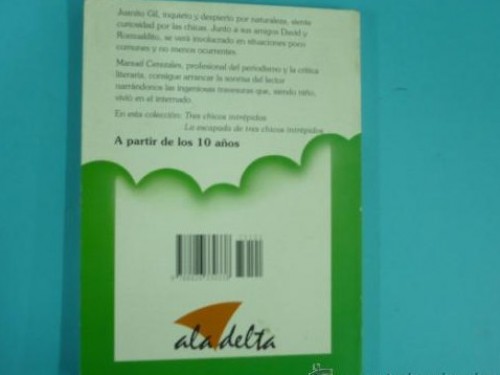 Juanito Gil, inquieto y despierto por naturaleza, siente
curiosidad por las chicas. Junto a sus amigos David y
Romualdito, se verá involucrado en situaciones poco
comunes y no menos ocurrentes.
Manuel Cerezales, profesional del periodismo y la crítica
literaria, consigue arrancar la sonrisa del lector
narrándonos las ingeniosas travesuras que, siendo niño,
vivió en el internado.
En esta colección: Tres chicos intrépidos
La escapada de tres chicos intrépidos
A partir de los 10 años
ala delta